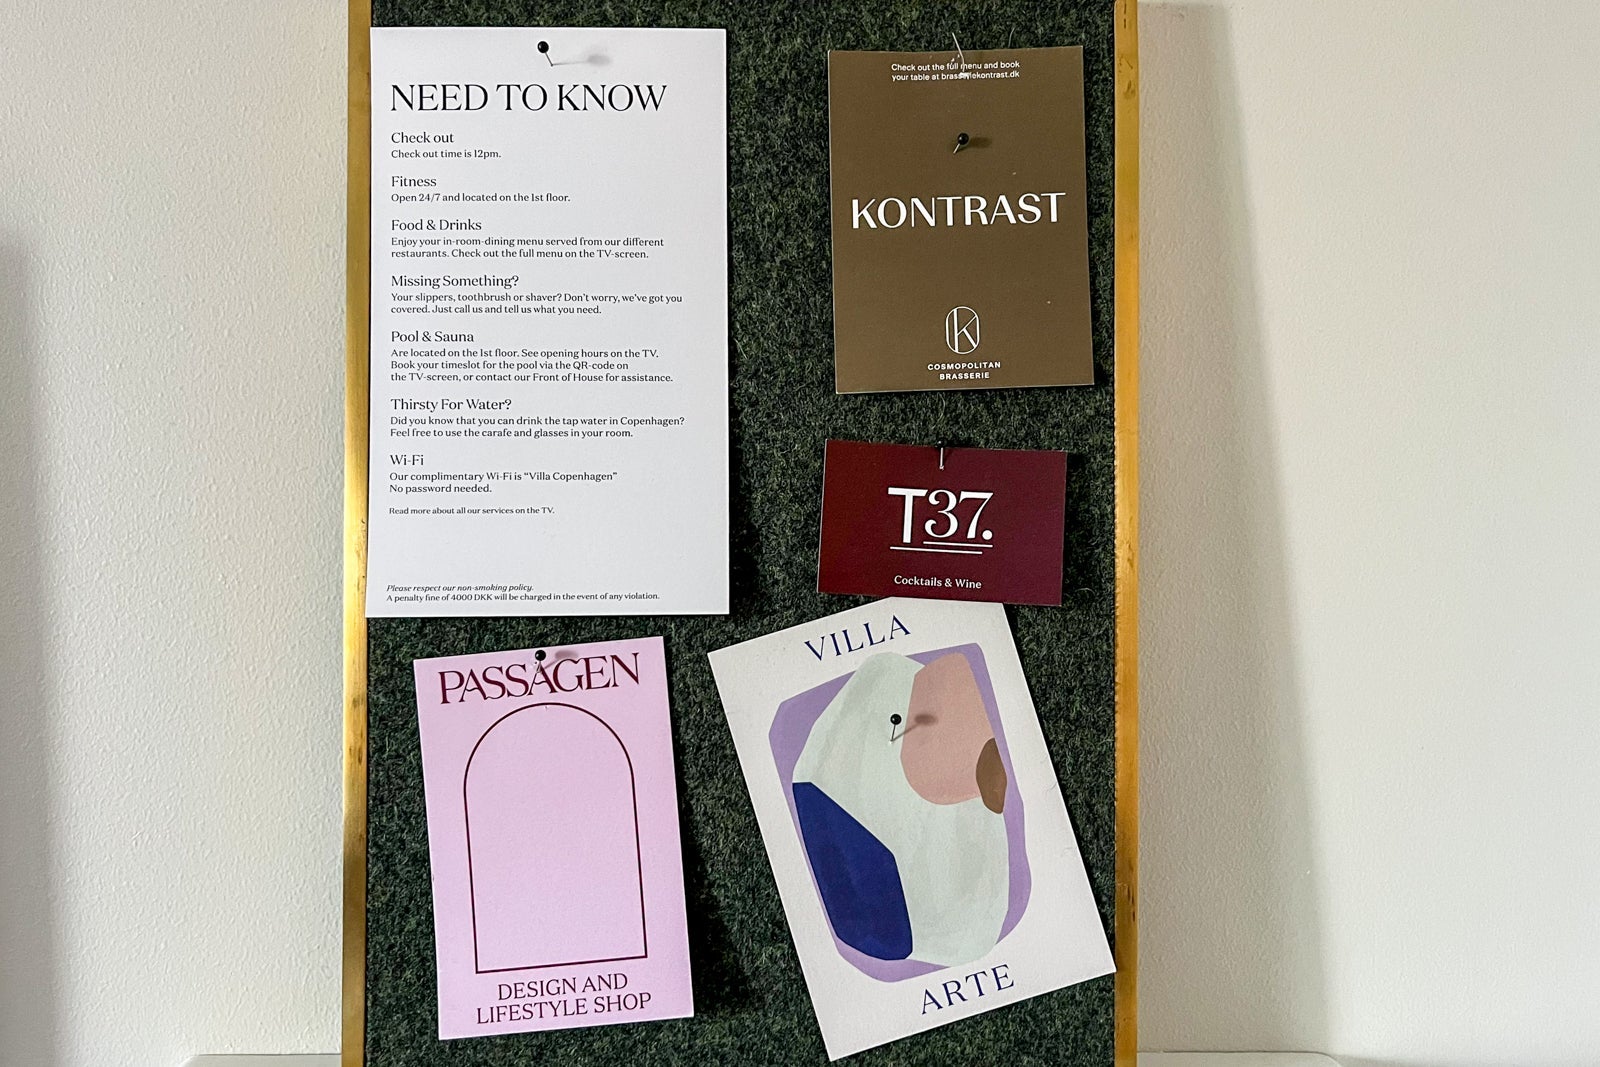 NEED TO KNOW
Check out
Check out time is 12pm.
Fitness
Open 24/7 and located on the 1st floor.
Food & Drinks
Enjoy your in-room-dining menu served from our different
restaurants. Check out the full menu on the TV-screen.
Missing Something?
Your slippers, toothbrush or shaver? Don't worry, we've got you
covered. Just call us and tell us what you need.
Pool & Sauna
Are located on the 1st floor. See opening hours on the TV.
Book your timeslot for the pool via the QR-code on
the TV-screen, or contact our Front of House for assistance.
Thirsty For Water?
Did you know that you can drink the tap water in Copenhagen?
Feel free to use the carafe and glasses in your room.
Wi-Fi
Our complimentary Wi-Fi is “Villa Copenhagen”
No password needed.
Read more about all our services on the TV.
Please respect our non-smoking policy.
A penalty fine of 4000 DKK will be charged in the event of any violation.
Check out the full menu and book
your table at brasseriekontrast.dk
KONTRAST
K
COSMOPOLITAN
BRASSERIE
T37.
Cocktails & Wine
PASSAGEN
DESIGN AND
LIFESTYLE SHOP
VILLA
ARTE